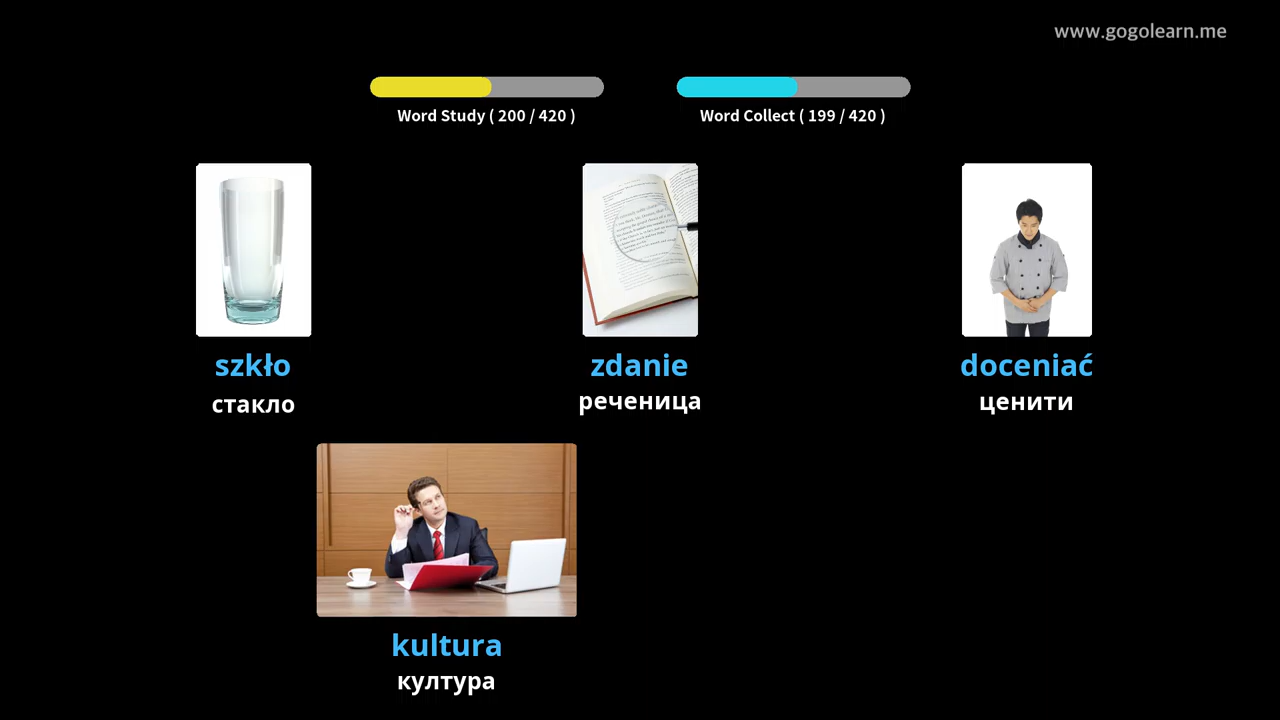 www.gogolearn.me
Word Study ( 200 / 420 )
Word Collect ( 199 / 420 )
szkło
zdanie
doceniać
стакло
реченица
ценити
kultura
култура